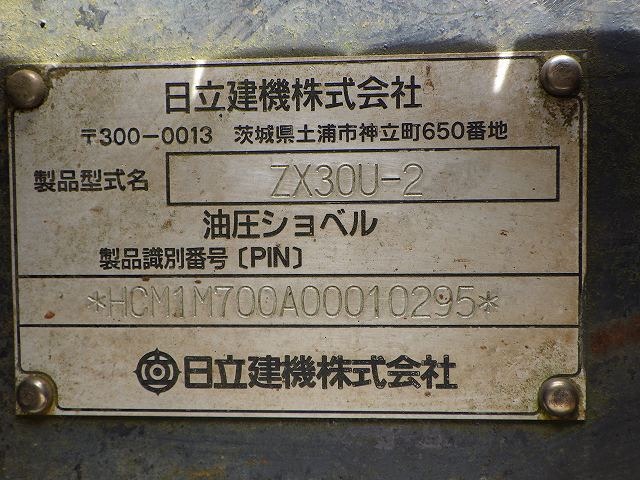 日立建機株式会社
〒300-0013 茨城県土浦市神立町650番地
製品型式名 ZX30U-2
油圧ショベル
製品識別番号〔PIN〕
*HCM1M700A00010295*
日立建機株式会社